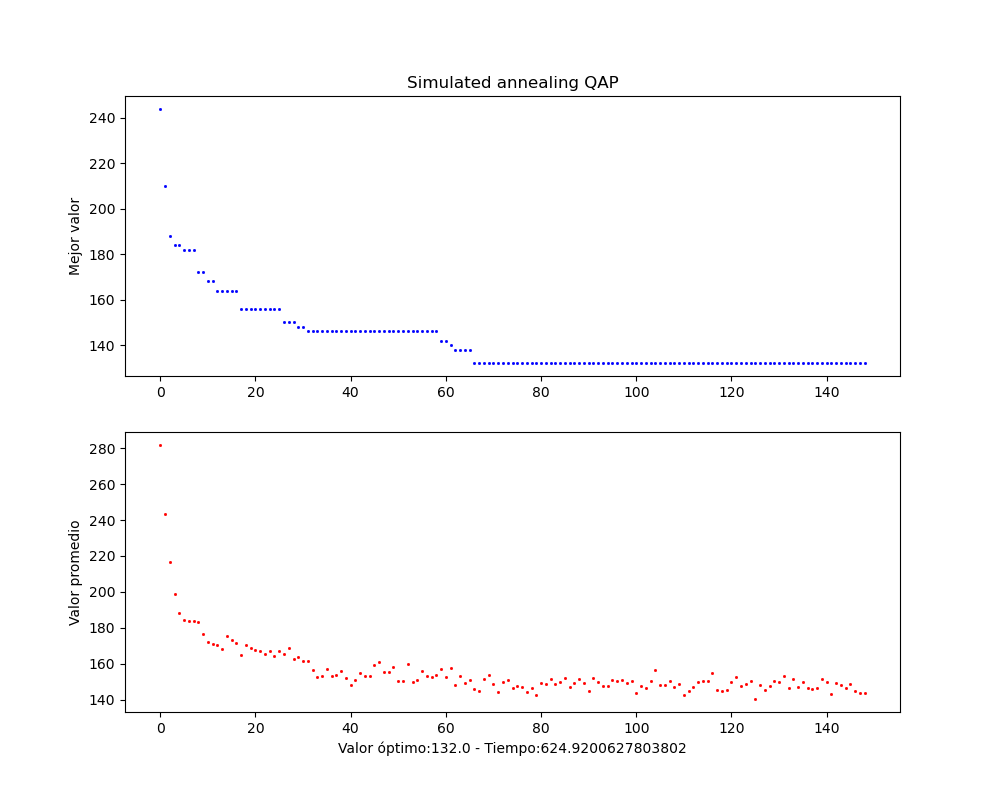 Simulated annealing QAP
Mejor valor
240
220
200
180
160
140
0 20 40 60 80 100 120 140
Valor promedio
280
260
240
220
200
180
160
140
0 20 40 60 80 100 120 140
Valor óptimo:132.0 - Tiempo:624.9200627803802